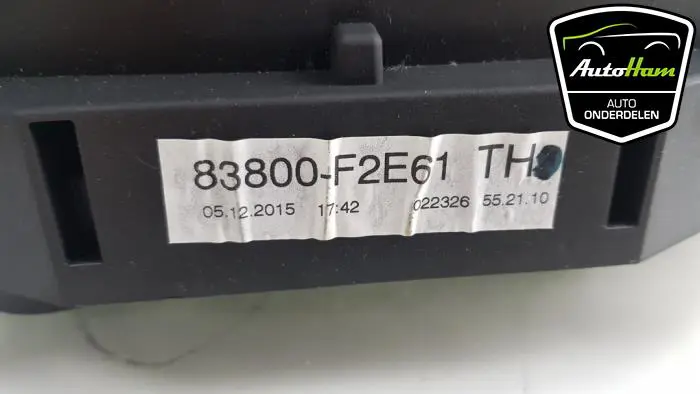 AutoHam
AUTO
ONDERDELEN
83800-F2E61 TH
05.12.2015 17:42 022326 55.21.10